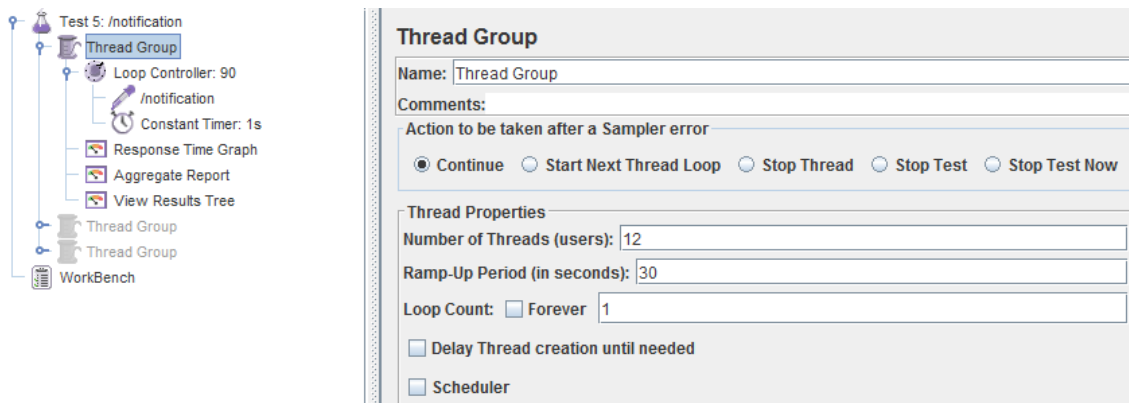 Test 5: /notification
Thread Group
Loop Controller: 90
/notification
Constant Timer: 1s
Response Time Graph
Aggregate Report
View Results Tree
Thread Group
Thread Group
WorkBench
Thread Group
Name: Thread Group
Comments:
Action to be taken after a Sampler error
Continue Start Next Thread Loop Stop Thread Stop Test Stop Test Now
Thread Properties
Number of Threads (users): 12
Ramp-Up Period (in seconds): 30
Loop Count: Forever 1
Delay Thread creation until needed
Scheduler